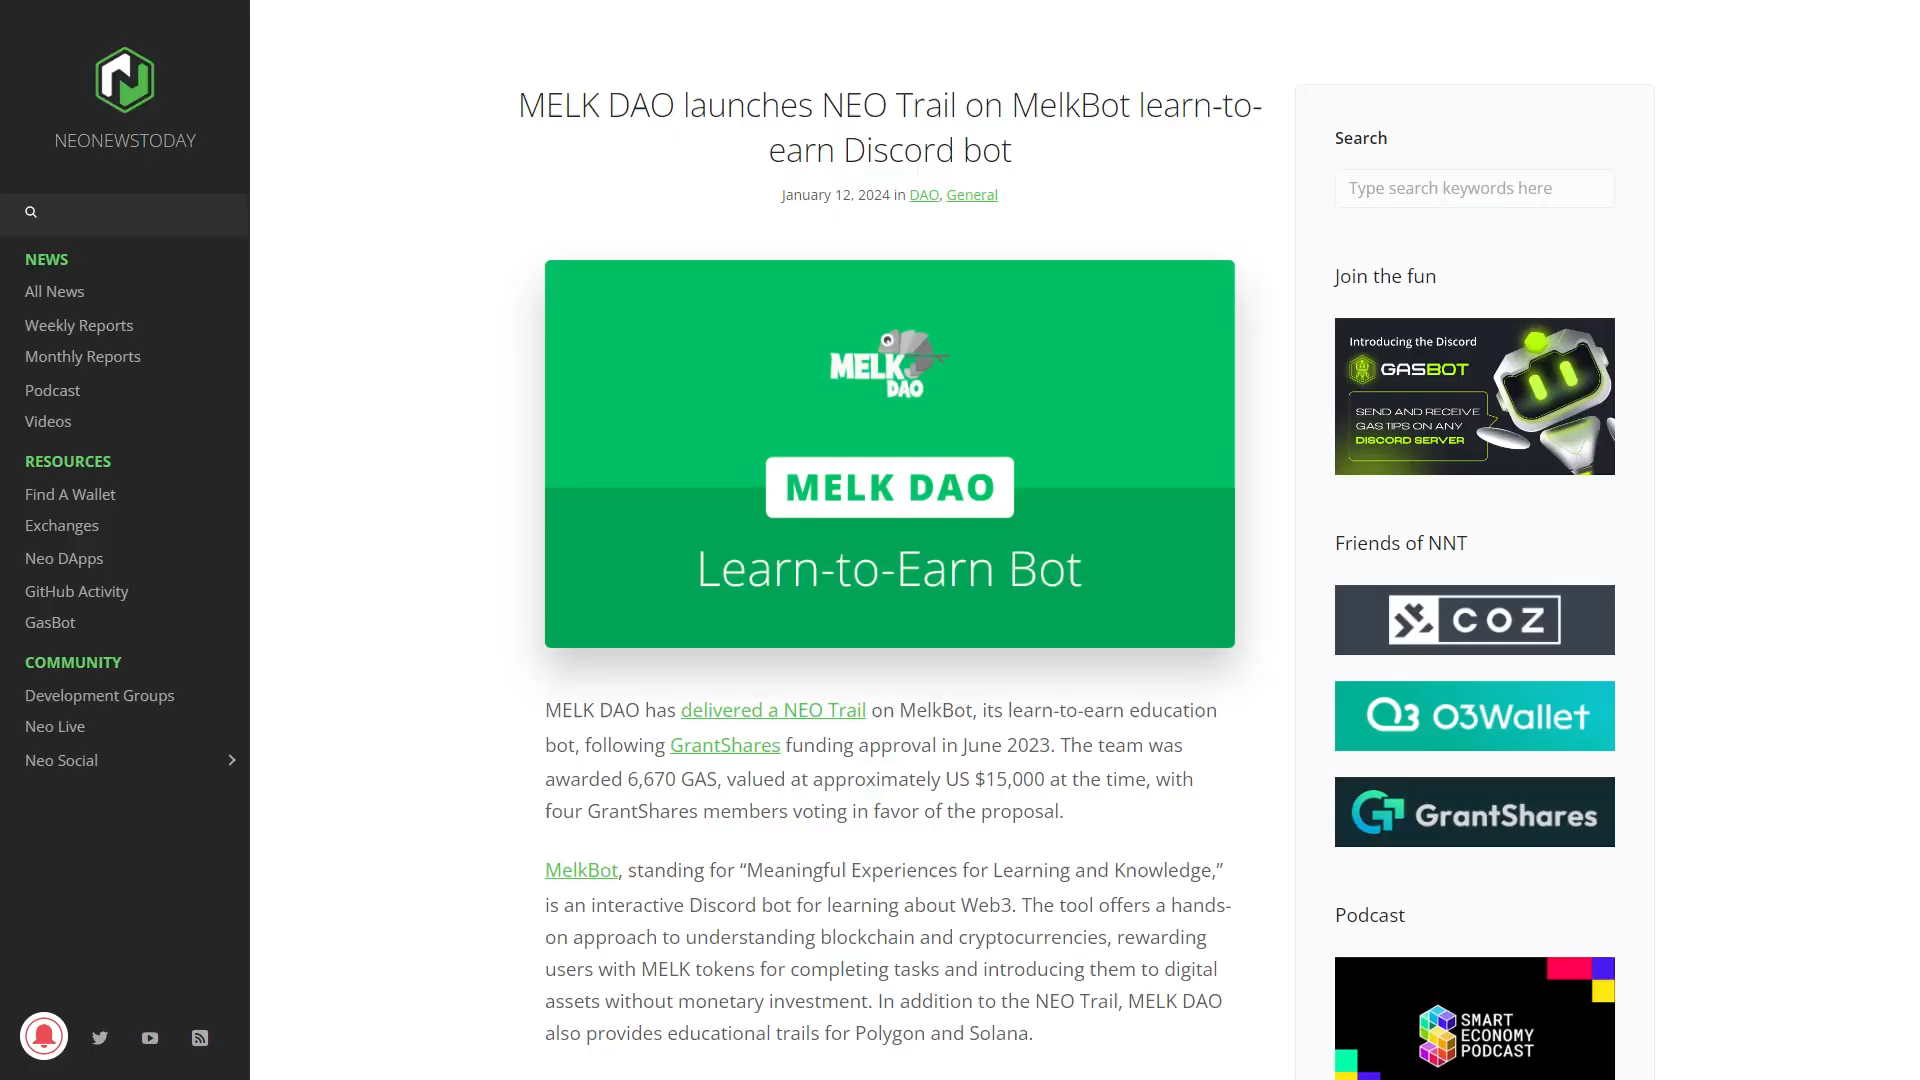 NEONEWSTODAY
NEWS
All News
Weekly Reports
Monthly Reports
Podcast
Videos
RESOURCES
Find A Wallet
Exchanges
Neo DApps
GitHub Activity
GasBot
COMMUNITY
Development Groups
Neo Live
Neo Social
MELK DAO launches NEO Trail on MelkBot learn-to-
earn Discord bot
January 12, 2024 in DAO, General
MELK
DAO
MELK DAO
Learn-to-Earn Bot
MELK DAO has delivered a NEO Trail on MelkBot, its learn-to-earn education
bot, following GrantShares funding approval in June 2023. The team was
awarded 6,670 GAS, valued at approximately US $15,000 at the time, with
four GrantShares members voting in favor of the proposal.
MelkBot, standing for “Meaningful Experiences for Learning and Knowledge,”
is an interactive Discord bot for learning about Web3. The tool offers a hands-
on approach to understanding blockchain and cryptocurrencies, rewarding
users with MELK tokens for completing tasks and introducing them to digital
assets without monetary investment. In addition to the NEO Trail, MELK DAO
also provides educational trails for Polygon and Solana.
Search
Type search keywords here
Join the fun
Introducing the Discord
GASBOT
SEND AND RECEIVE
GAS TIPS ON ANY
DISCORD SERVER
Friends of NNT
COZ
O3 O3Wallet
GrantShares
Podcast
SMART
ECONOMY
PODCAST